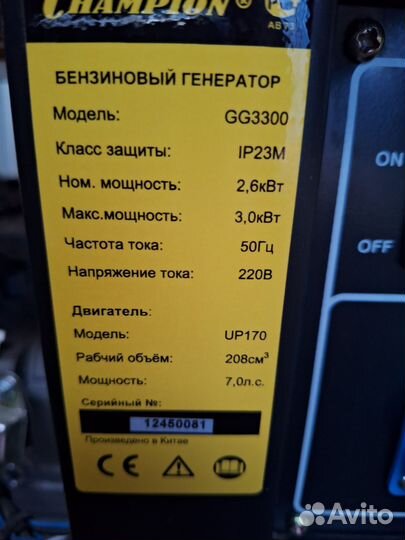 CHAMPION®
БЕНЗИНОВЫЙ ГЕНЕРАТОР
Модель: GG3300
Класс защиты: IP23M
Ном. мощность: 2,6кВт
Макс.мощность: 3,0кВт
Частота тока: 50Гц
Напряжение тока: 220В
Двигатель:
Модель: UP170
Рабчий объём: 208см³
Мощность: 7,0л.с.
Серийный №:
12450081
Произведено в Китае
CE
ON
OFF
Avito